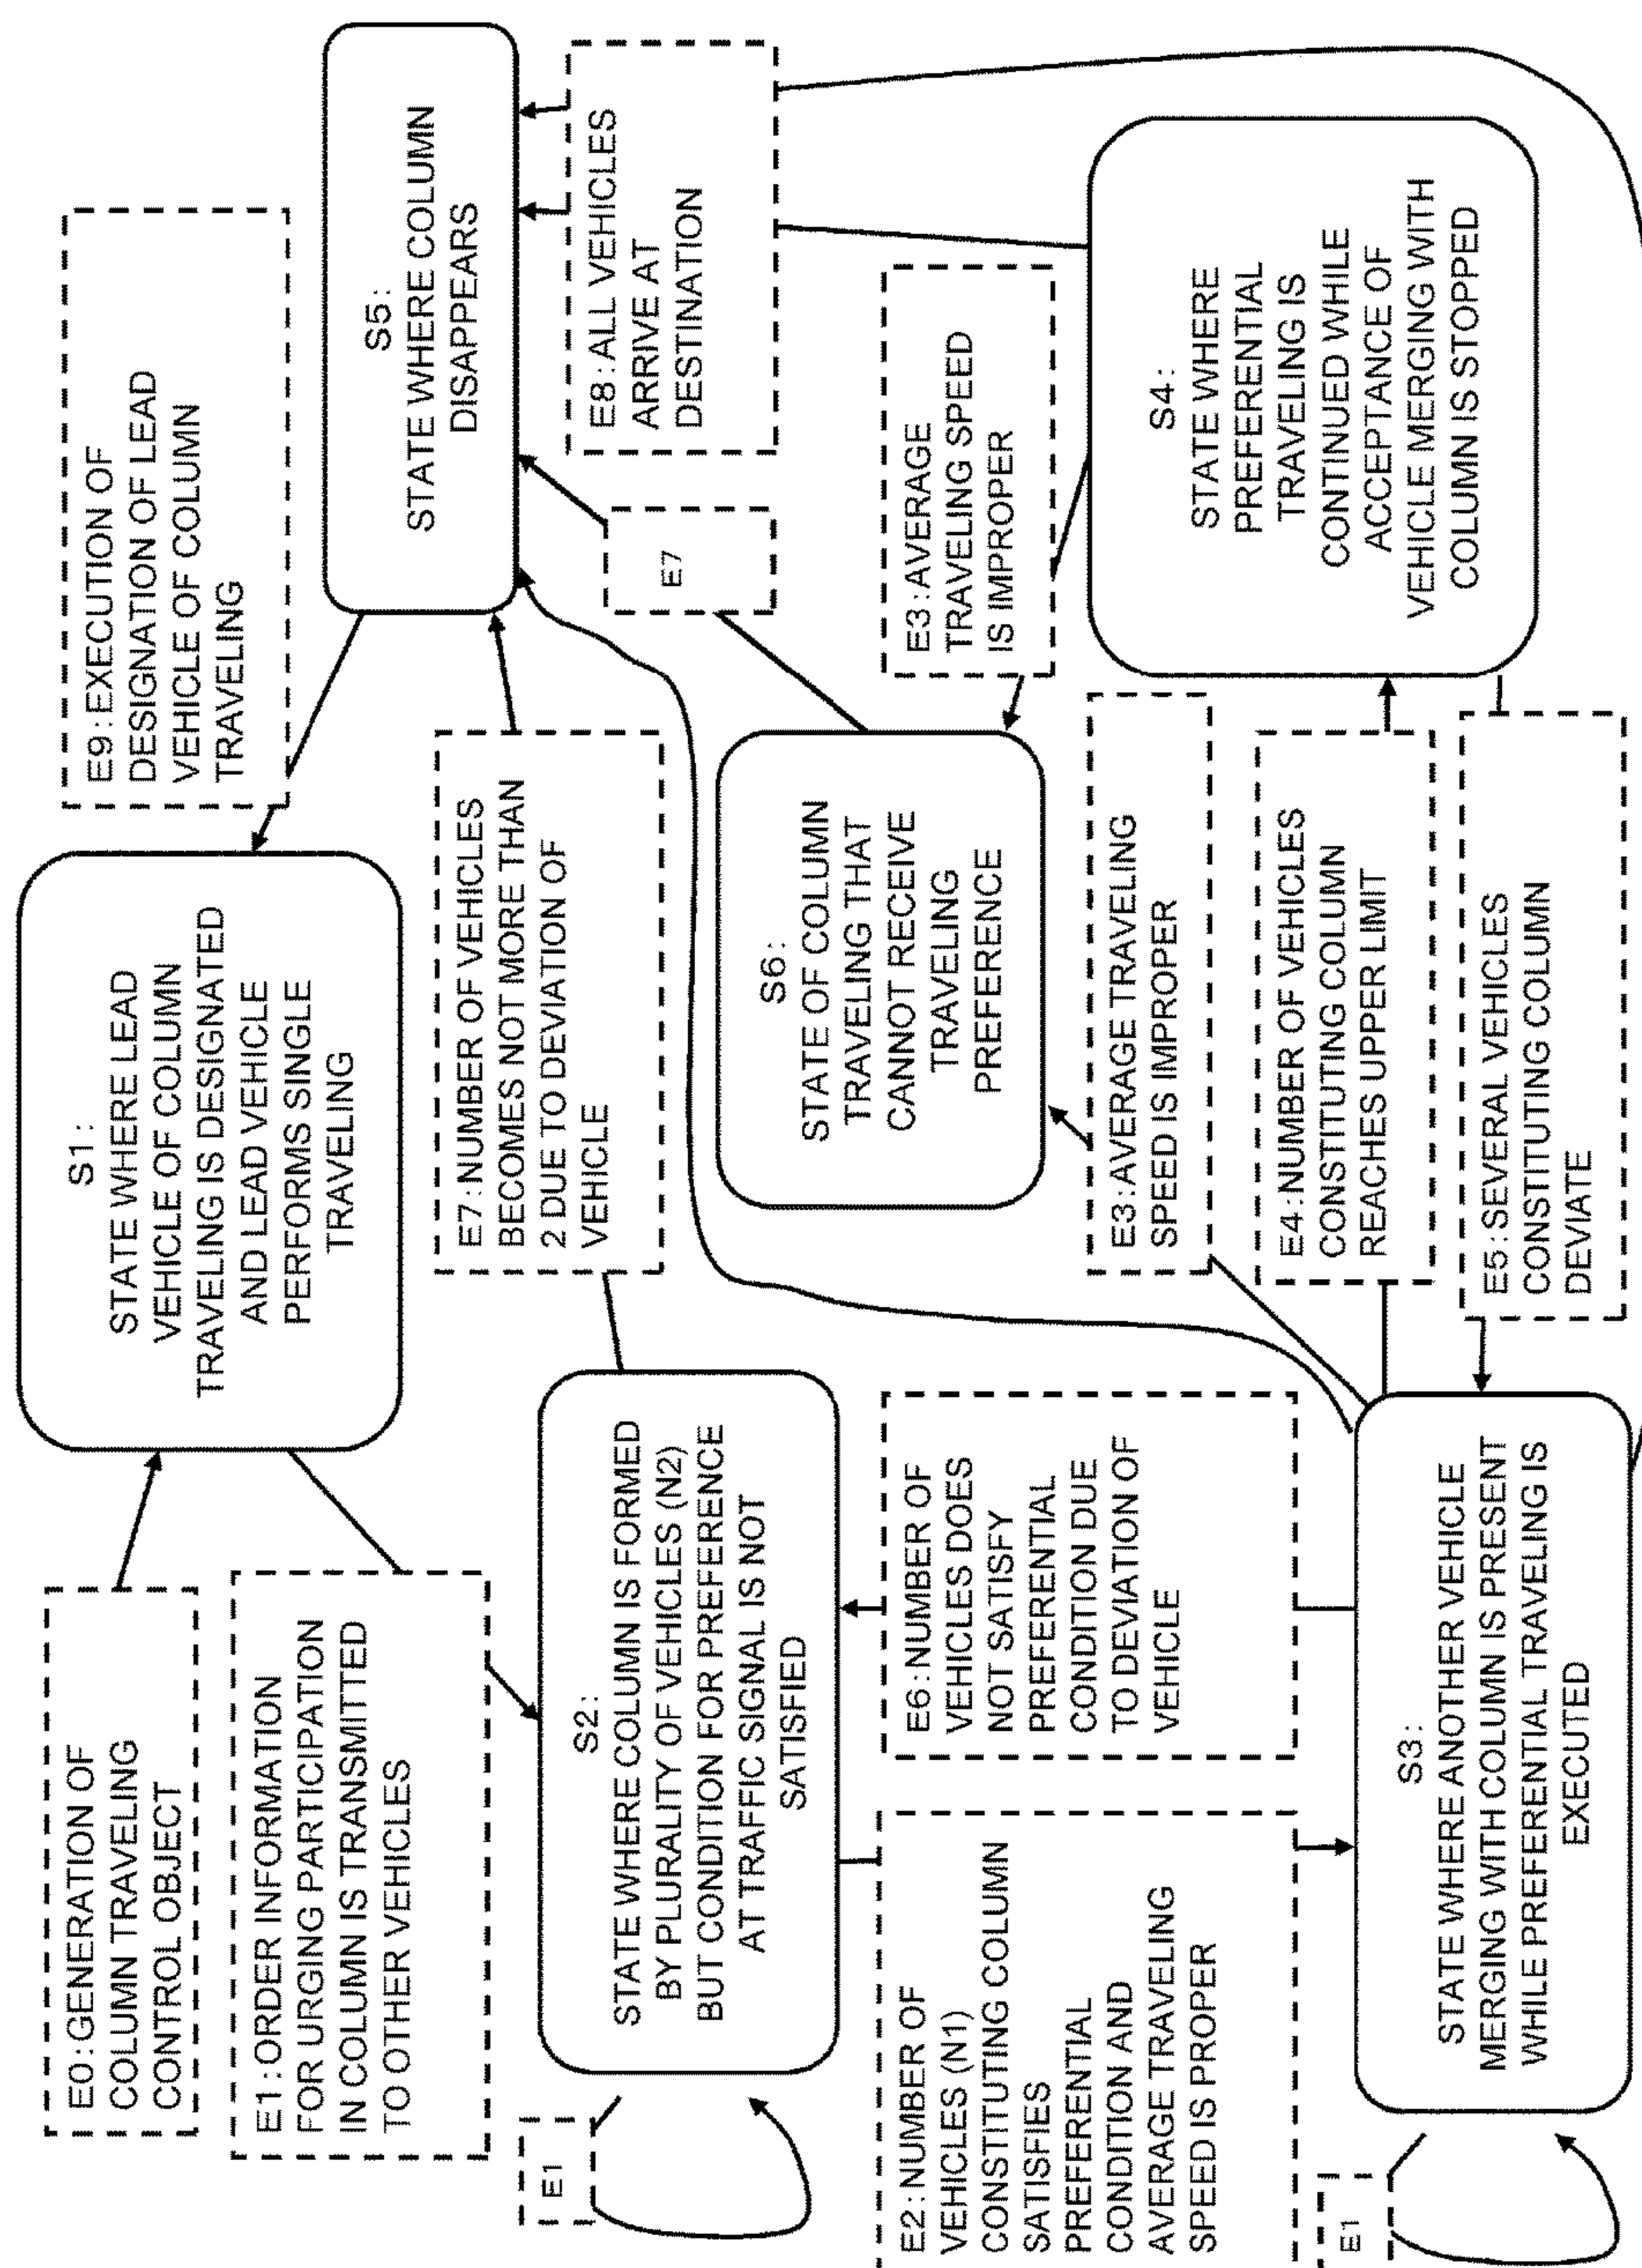 E0:GENERATION OF
COLUMN TRAVELING
CONTROL OBJECT
S1:
STATE WHERE LEAD
VEHICLE OF COLUMN
TRAVELING IS DESIGNATED
AND LEAD VEHICLE
PERFORMS SINGLE
TRAVELING
E9:EXECUTION OF
DESIGNATION OF LEAD
VEHICLE OF COLUMN
TRAVELING
E1:ORDER INFORMATION
FOR URGING PARTICIPATION
IN COLUMN IS TRANSMITTED
TO OTHER VEHICLES
S5:
STATE WHERE COLUMN
DISAPPEARS
E7:NUMBER OF VEHICLES
BECOMES NOT MORE THAN
2 DUE TO DEVIATION OF
VEHICLE
E1
S2:
STATE WHERE COLUMN IS FORMED
BY PLURALITY OF VEHICLES (N2)
BUT CONDITION FOR PREFERENCE
AT TRAFFIC SIGNAL IS NOT
SATISFIED
E7
E8:ALL VEHICLES
ARRIVE AT
DESTINATION
S6:
STATE OF COLUMN
TRAVELING THAT
CANNOT RECEIVE
TRAVELING
PREFERENCE
E2:NUMBER OF
VEHICLES (N1)
CONSTITUTING COLUMN
SATISFIES
PREFERENTIAL
CONDITION AND
AVERAGE TRAVELING
SPEED IS PROPER
E6:NUMBER OF
VEHICLES DOES
NOT SATISFY
PREFERENTIAL
CONDITION DUE
TO DEVIATION OF
VEHICLE
E3:AVERAGE
TRAVELING SPEED
IS IMPROPER
E3:AVERAGE TRAVELING
SPEED IS IMPROPER
S4:
STATE WHERE
PREFERENTIAL
TRAVELING IS
CONTINUED WHILE
ACCEPTANCE OF
VEHICLE MERGING WITH
COLUMN IS STOPPED
E4:NUMBER OF VEHICLES
CONSTITUTING COLUMN
REACHES UPPER LIMIT
E1
S3:
STATE WHERE ANOTHER VEHICLE
MERGING WITH COLUMN IS PRESENT
WHILE PREFERENTIAL TRAVELING IS
EXECUTED
E5:SEVERAL VEHICLES
CONSTITUTING COLUMN
DEVIATE